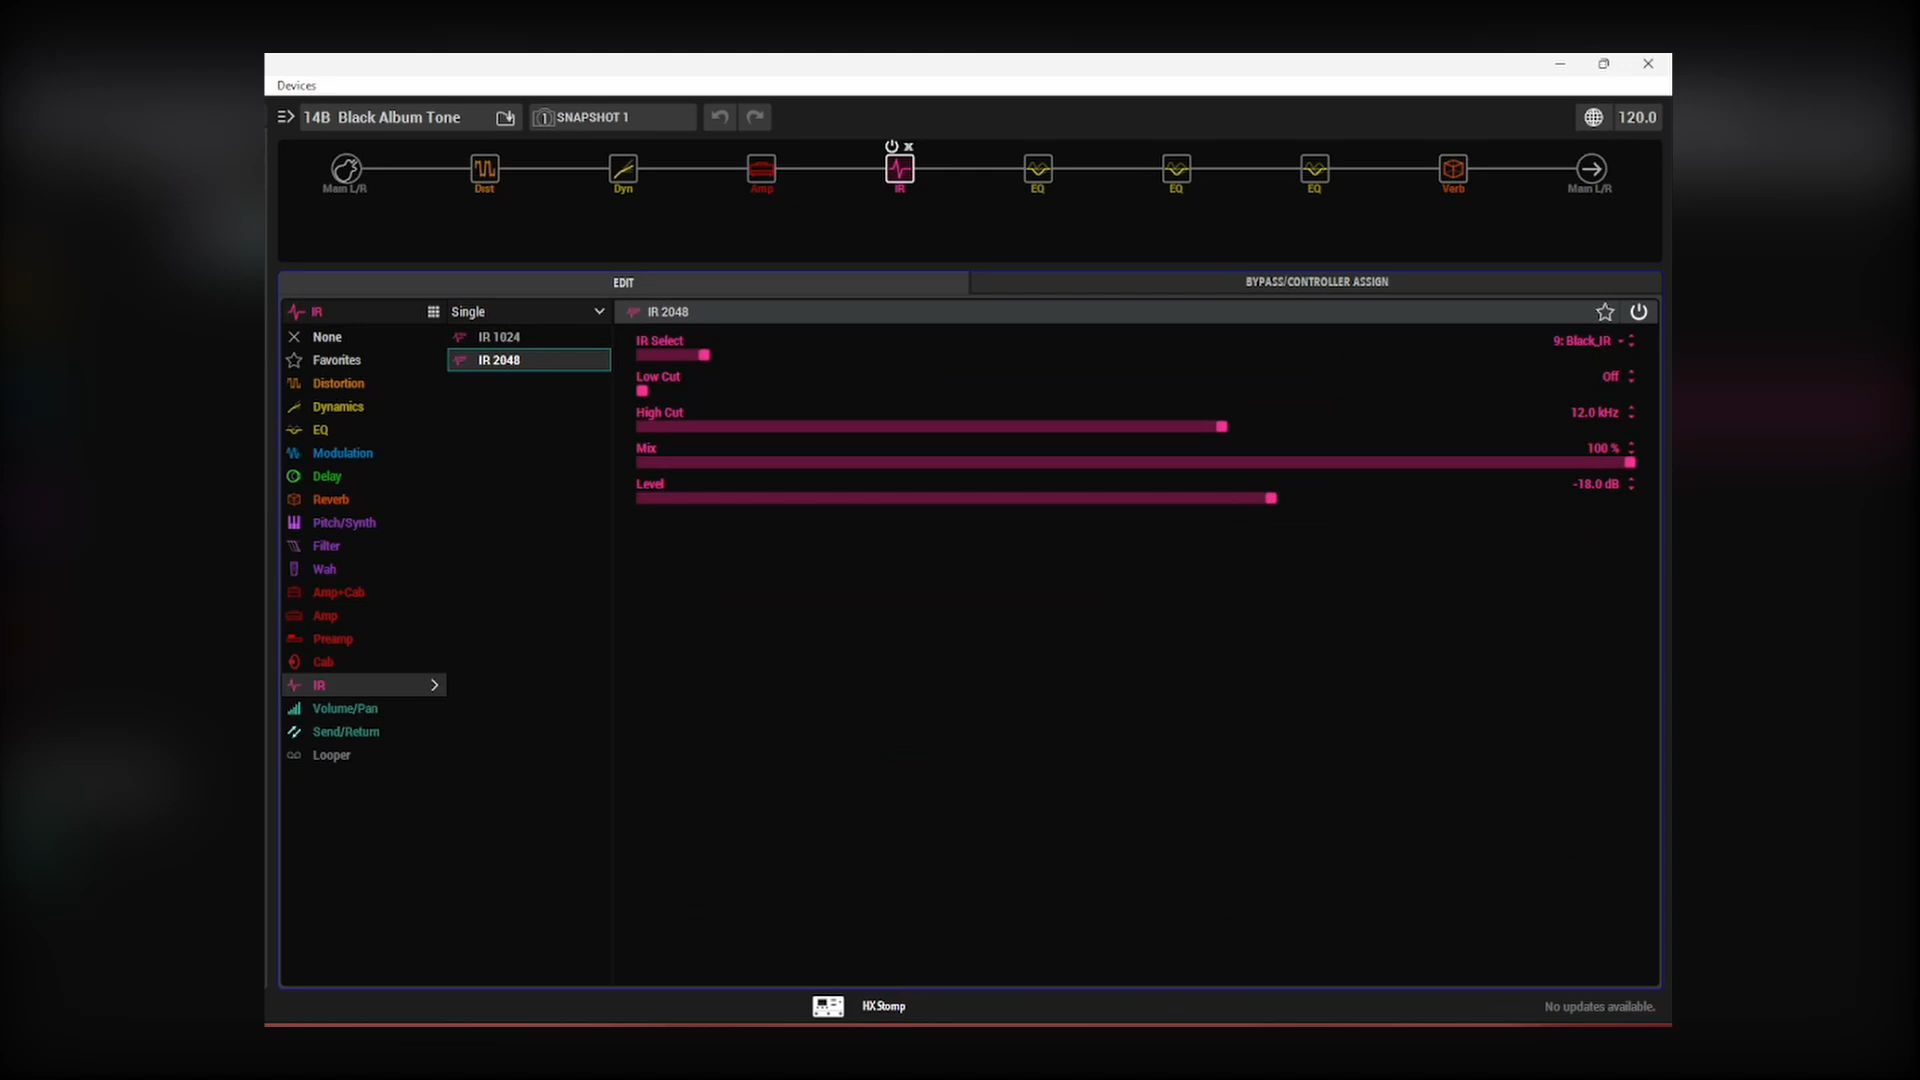 Devices
14B Black Album Tone
1 SNAPSHOT 1
120.0
Main L/R
Dist
Dyn
Amp
IR
EQ
EQ
EQ
Verb
Main L/R
EDIT
BYPASS/CONTROLLER ASSIGN
IR
Single
IR 2048
None
Favorites
Distortion
Dynamics
EQ
Modulation
Delay
Reverb
Pitch/Synth
Filter
Wah
Amp+Cab
Amp
Preamp
Cab
IR
Volume/Pan
Send/Return
Looper
IR 1024
IR 2048
IR Select
9: Black_IR
Low Cut
Off
High Cut
12.0 kHz
Mix
100 %
Level
-18.0 dB
HX Stomp
No updates available.